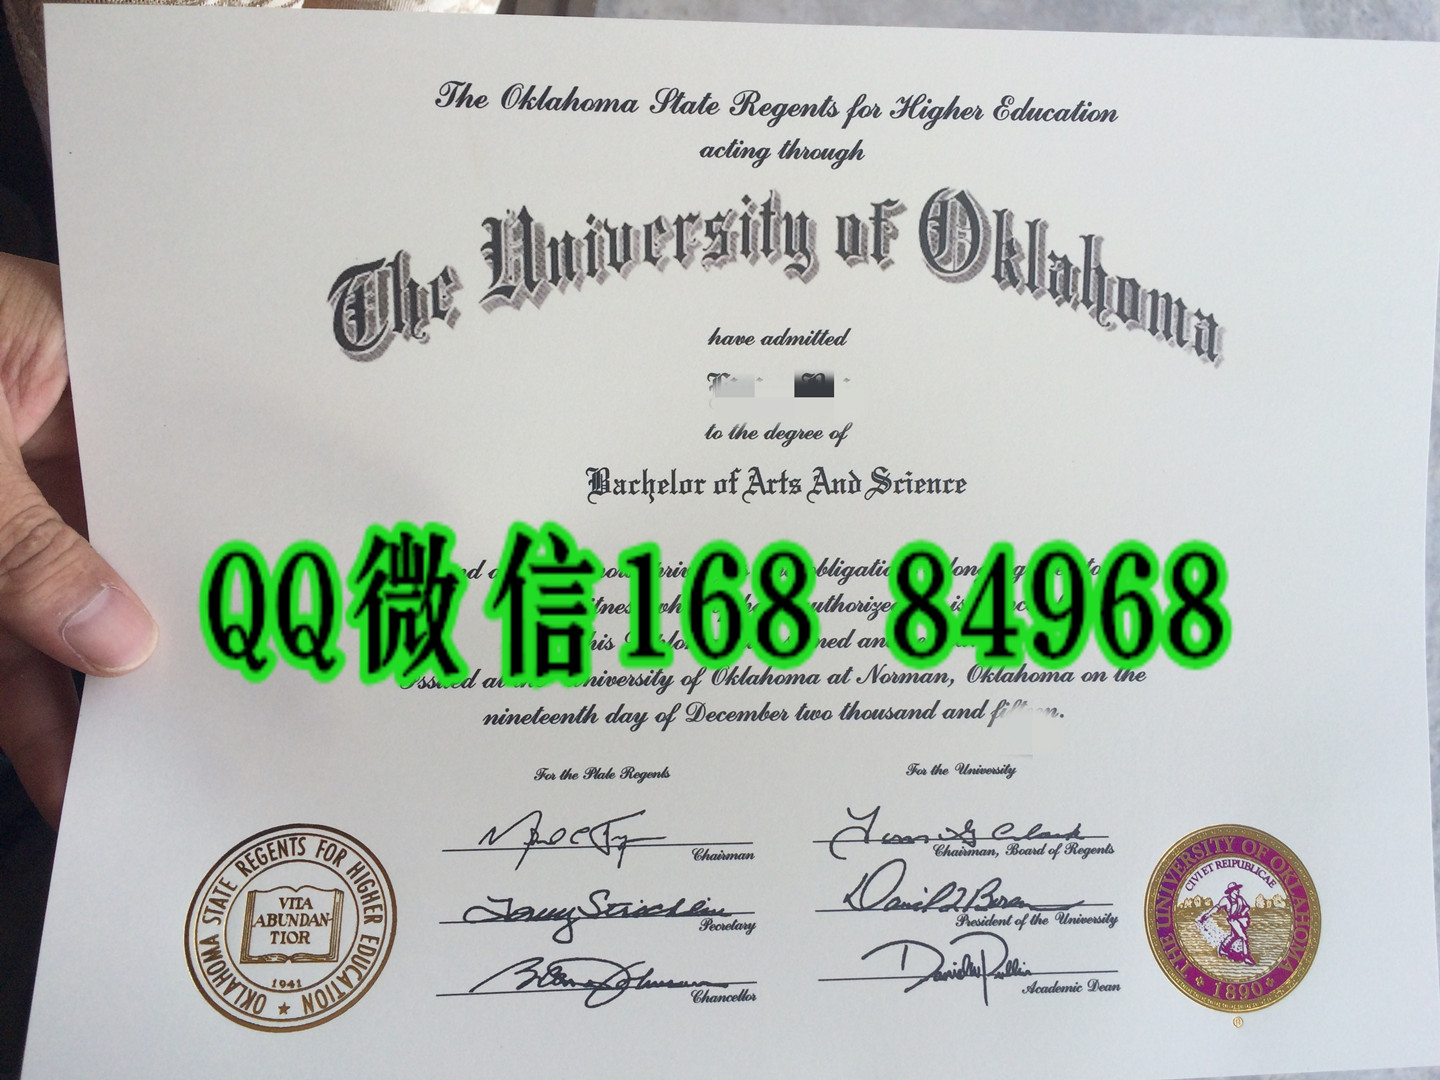 The Oklahoma State Regents for Higher Education
acting through
The University of Oklahoma
have admitted
to the degree of
Bachelor of Arts And Science
QQ微信168 84968
University of Oklahoma at Norman, Oklahoma on the
nineteenth day of December two thousand and
For the Plate Regents
For the University
Chairman
Chairman, Board of Regents
Pecretary
President of the University
Chancellor
Academic Dean
OKLAHOMA STATE REGENTS FOR HIGHER EDUCATION
VITA
ABUNDAN-
TIOR
1941
THE UNIVERSITY OF OKLAHOMA
CIVI ET REIPUBLICAE
1890